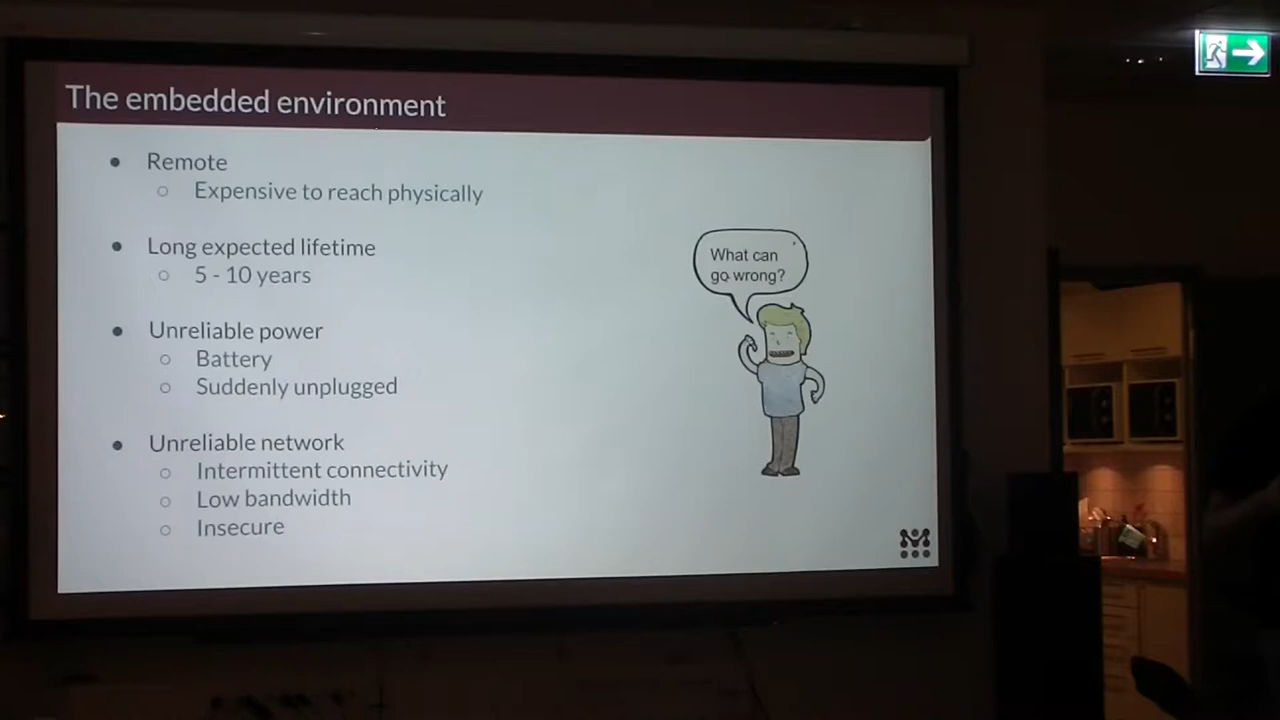 The embedded environment
Remote
Expensive to reach physically
Long expected lifetime
5 - 10 years
Unreliable power
Battery
Suddenly unplugged
Unreliable network
Intermittent connectivity
Low bandwidth
Insecure
What can
go wrong?